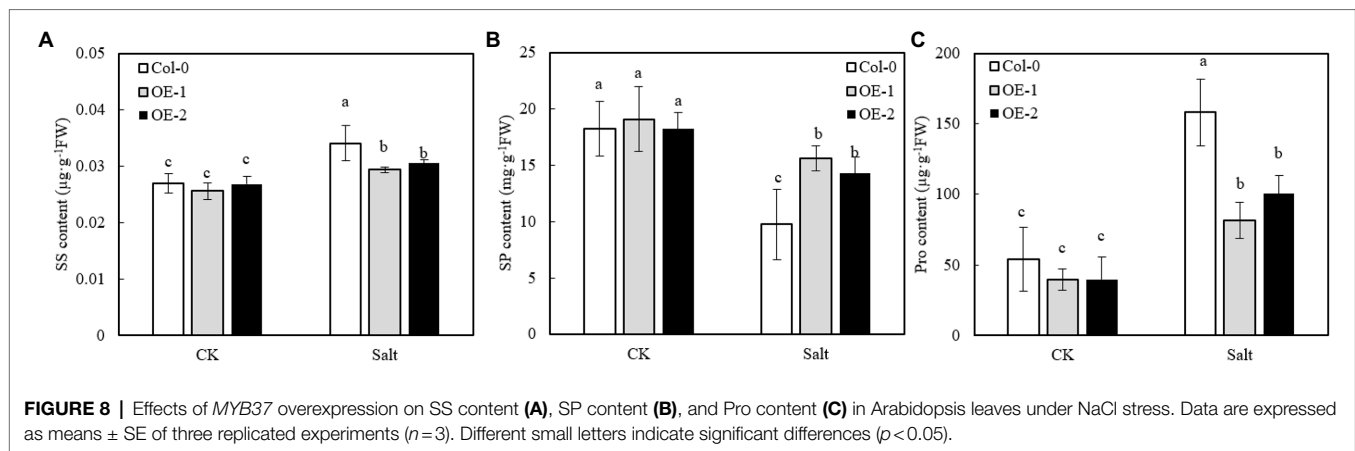 A
0.05
0.04
0.03
0.02
0.01
0
SS content (μg·g⁻¹FW)
Col-0
OE-1
OE-2
c
c
c
a
b
b
CK
Salt
B
25
20
15
10
5
0
SP content (mg·g⁻¹FW)
Col-0
OE-1
OE-2
a
a
a
c
b
b
CK
Salt
C
200
150
100
50
0
Pro content (μg·g⁻¹FW)
Col-0
OE-1
OE-2
c
c
c
a
b
b
CK
Salt
FIGURE 8 | Effects of MYB37 overexpression on SS content (A), SP content (B), and Pro content (C) in Arabidopsis leaves under NaCl stress. Data are expressed
as means ± SE of three replicated experiments (n=3). Different small letters indicate significant differences (p<0.05).